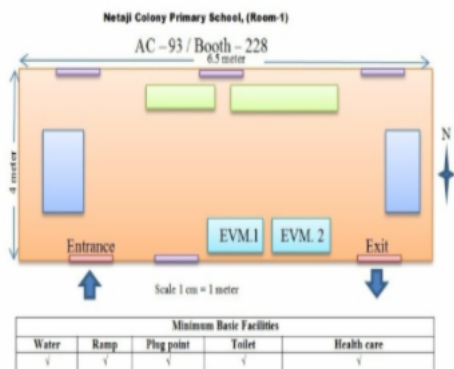 Netaji Colony Primary School, (Room-1)
AC – 93 / Booth – 228
6.5 meter
4 meter
N
EVM.1 EVM. 2
Entrance Exit
Scale 1 cm = 1 meter
Minimum Basic Facilities
Water Ramp Plug point Toilet Health care
√ √ √ √ √